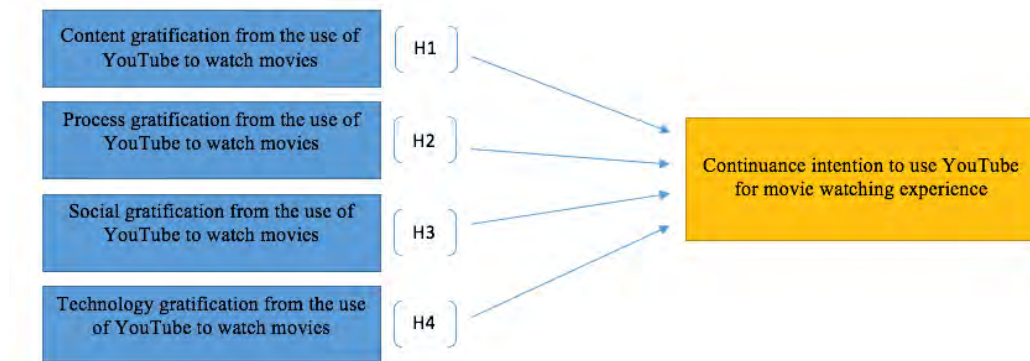 Content gratification from the use of
YouTube to watch movies
H1
Process gratification from the use of
YouTube to watch movies
H2
Social gratification from the use of
YouTube to watch movies
H3
Technology gratification from the use
of YouTube to watch movies
H4
Continuance intention to use YouTube
for movie watching experience